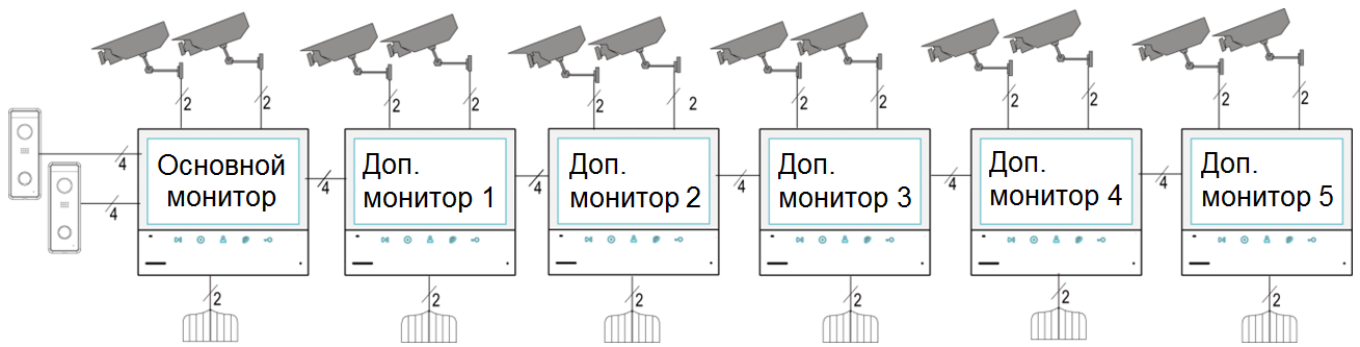 2 2 2 2 2 2 2 2 2 2 2 2
4 Основной
монитор
4 Доп.
монитор 1
4 Доп.
монитор 2
4 Доп.
монитор 3
4 Доп.
монитор 4
4 Доп.
монитор 5
4
2 2 2 2 2 2